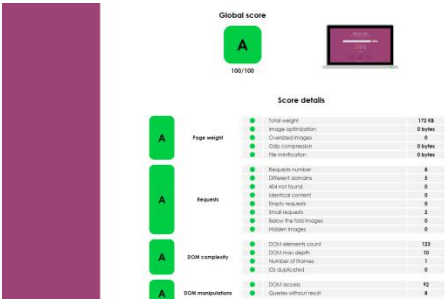 Global score
A
100/100
Score details
A
Page weight
Total weight 172 KB
Image optimization 0 bytes
Oversized images 0
Gzip compression 0 bytes
File minification 0 bytes
A
Requests
Requests number 8
Different domains 5
404 not found 0
Identical content 0
Empty requests 0
Small requests 2
Below the fold images 0
Hidden images 0
A
DOM complexity
DOM elements count 123
DOM max depth 10
Number of iframes 1
IDs duplicated 0
A
DOM manipulations
DOM access 92
Queries without result 8